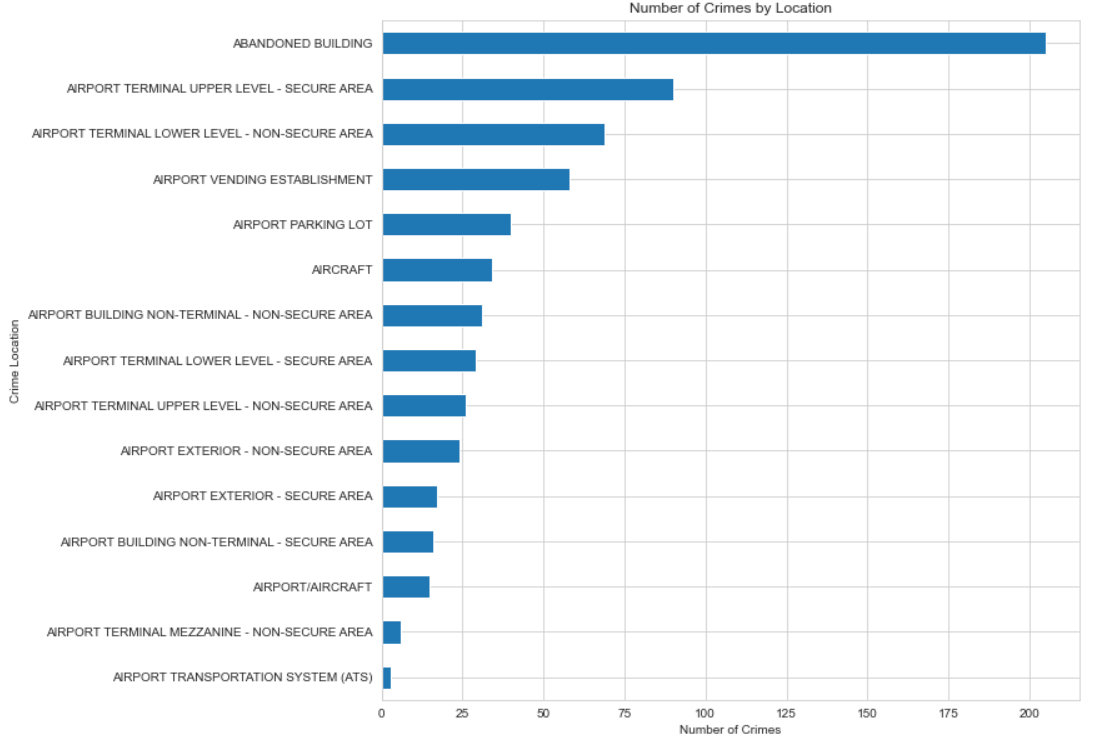 Number of Crimes by Location
ABANDONED BUILDING
AIRPORT TERMINAL UPPER LEVEL - SECURE AREA
AIRPORT TERMINAL LOWER LEVEL - NON-SECURE AREA
AIRPORT VENDING ESTABLISHMENT
AIRPORT PARKING LOT
AIRCRAFT
AIRPORT BUILDING NON-TERMINAL - NON-SECURE AREA
AIRPORT TERMINAL LOWER LEVEL - SECURE AREA
AIRPORT TERMINAL UPPER LEVEL - NON-SECURE AREA
AIRPORT EXTERIOR - NON-SECURE AREA
AIRPORT EXTERIOR - SECURE AREA
AIRPORT BUILDING NON-TERMINAL - SECURE AREA
AIRPORT/AIRCRAFT
AIRPORT TERMINAL MEZZANINE - NON-SECURE AREA
AIRPORT TRANSPORTATION SYSTEM (ATS)
Crime Location
0 25 50 75 100 125 150 175 200
Number of Crimes